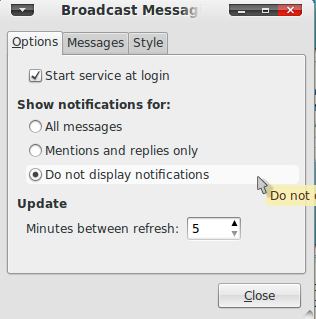 Broadcast Messag
Options Messages Style
Start service at login
Show notifications for:
All messages
Mentions and replies only
Do not display notifications
Do not
Update
Minutes between refresh: 5
Close